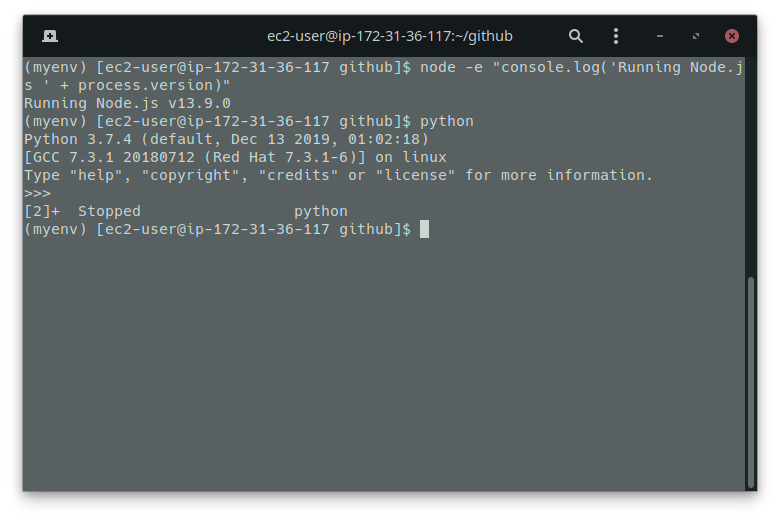 ec2-user@ip-172-31-36-117:~/github
(myenv) [ec2-user@ip-172-31-36-117 github]$ node -e "console.log('Running Node.j
s ' + process.version)"
Running Node.js v13.9.0
(myenv) [ec2-user@ip-172-31-36-117 github]$ python
Python 3.7.4 (default, Dec 13 2019, 01:02:18)
[GCC 7.3.1 20180712 (Red Hat 7.3.1-6)] on linux
Type "help", "copyright", "credits" or "license" for more information.
>>>
[2]+  Stopped                 python
(myenv) [ec2-user@ip-172-31-36-117 github]$